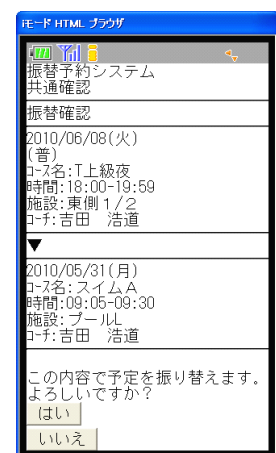 iモード HTML ブラウザ
振替予約システム
共通確認
振替確認
2010/06/08(火)
(普)
ｺｰｽ名:T上級夜
時間:18:00-19:59
施設:東側１/２
ｺｰﾁ:吉田　浩道
▼
2010/05/31(月)
ｺｰｽ名:スイムＡ
時間:09:05-09:30
施設:プールL
ｺｰﾁ:吉田　浩道
この内容で予定を振り替えます。
よろしいですか？
はい
いいえ